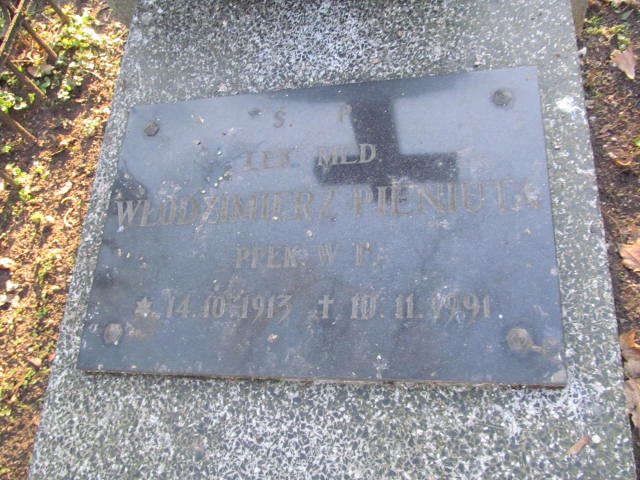 S. P.
LEK. MED.
WŁODZIMIERZ PIENIUTA
PPŁK. W. P.
* 14.10.1913 ✝ 10.11.1991